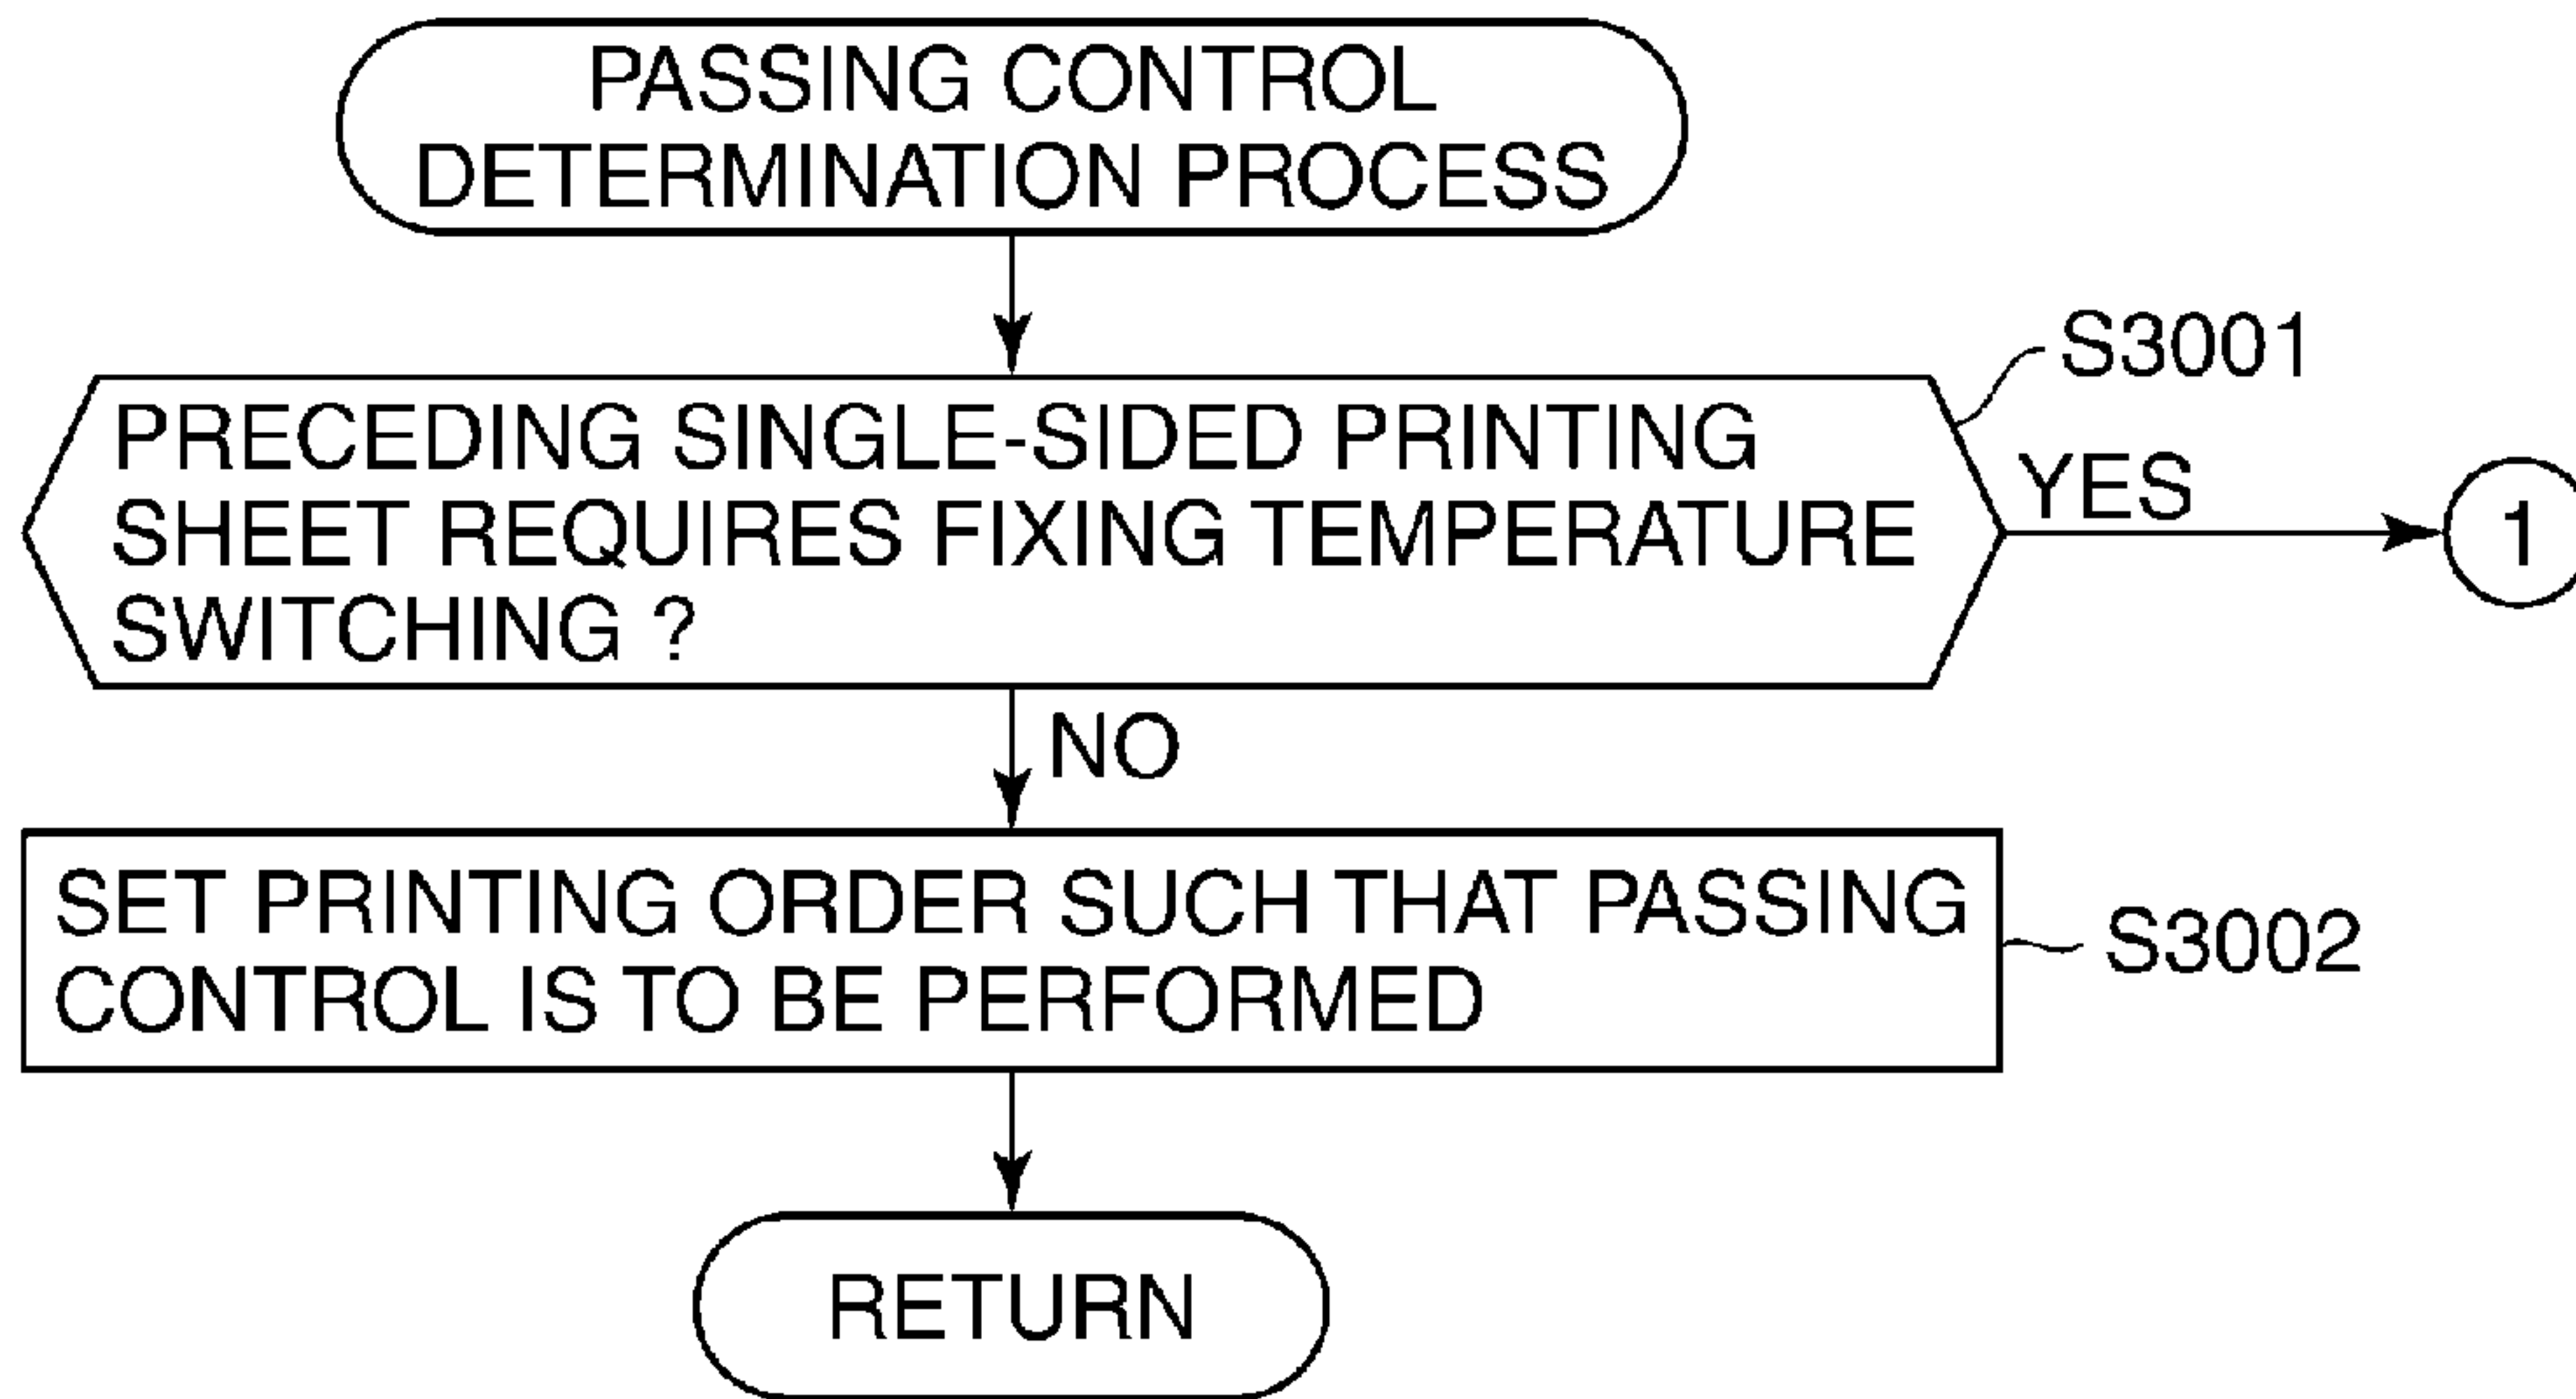 PASSING CONTROL
DETERMINATION PROCESS
S3001
PRECEDING SINGLE-SIDED PRINTING
SHEET REQUIRES FIXING TEMPERATURE
SWITCHING ?
YES
1
NO
SET PRINTING ORDER SUCH THAT PASSING
CONTROL IS TO BE PERFORMED
S3002
RETURN